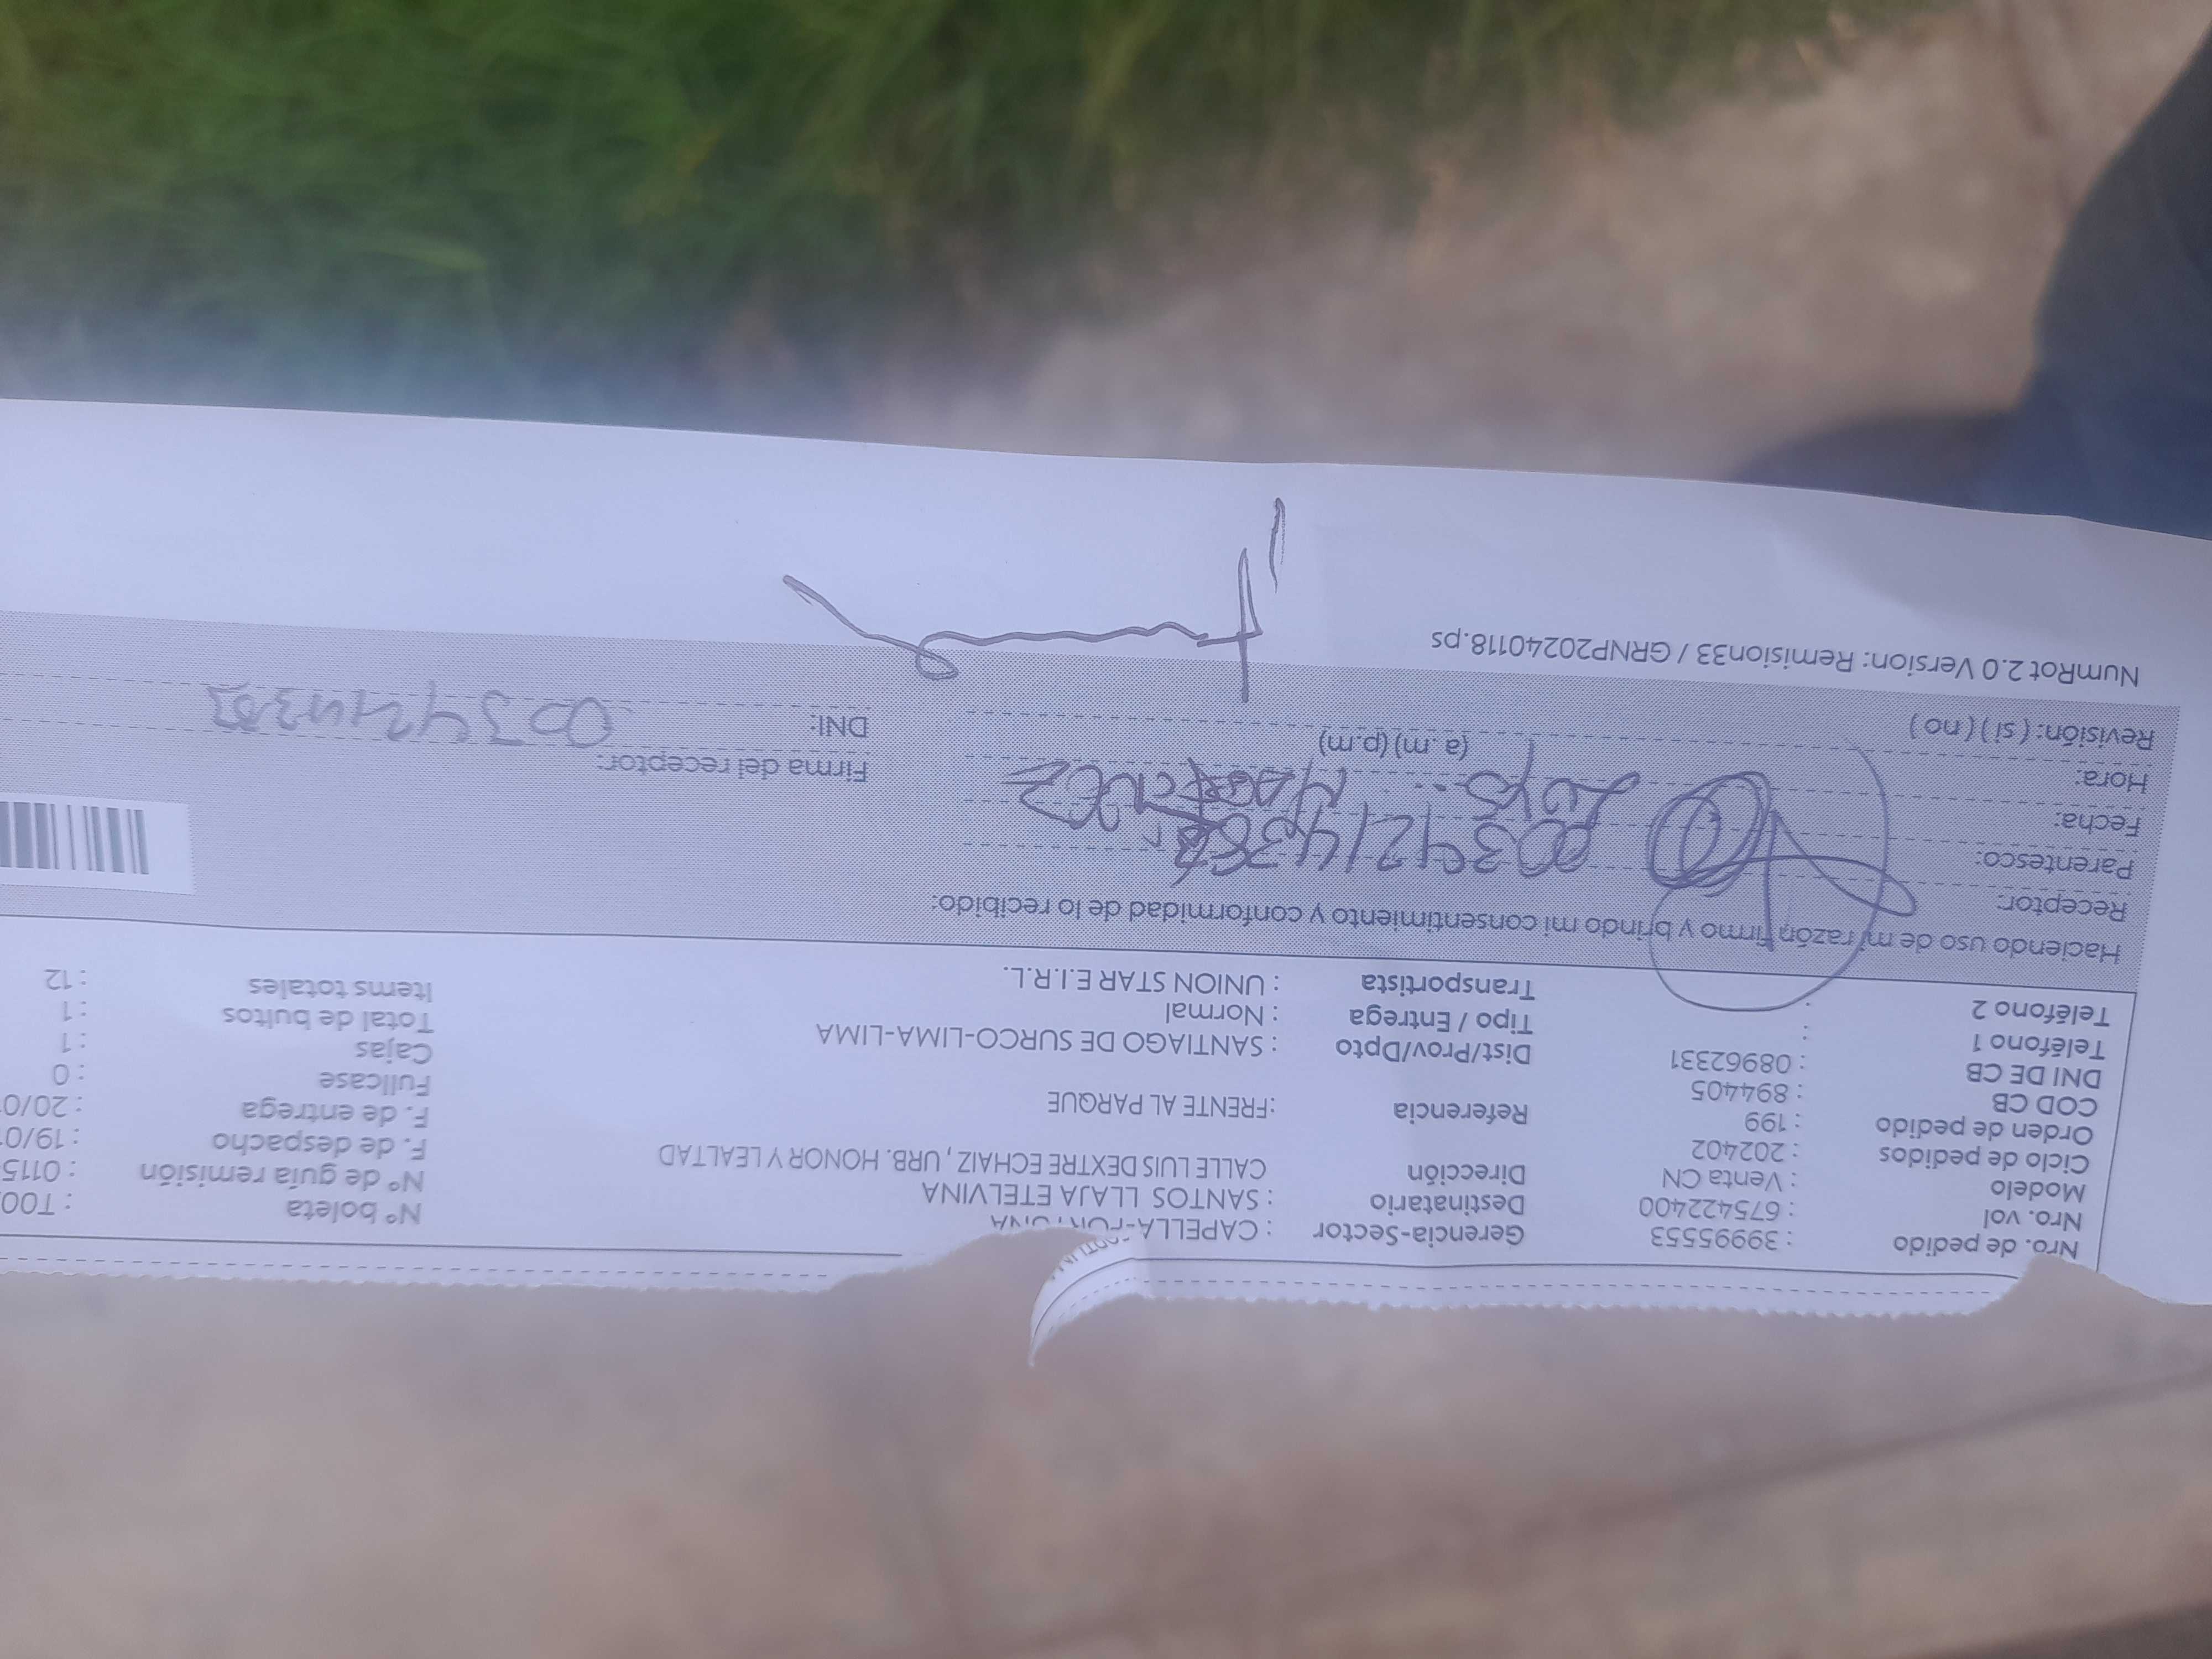 Nro. de pedido : 39995553 Gerencia-Sector : CAPELLA-FORTUNA Nº boleta : T00
Nro. vol : 675422400 Destinatario : SANTOS LLAJA ETELVINA Nº de guía remisión : 0115
Modelo : Venta CN Dirección CALLE LUIS DEXTRE ECHAIZ , URB. HONOR Y LEALTAD F. de despacho : 19/0
Ciclo de pedidos : 202402 F. de entrega : 20/0
Orden de pedido : 199 Referencia :FRENTE AL PARQUE Fullcase : 0
COD CB : 894405 Cajas : 1
DNI DE CB : 08962331 Dist/Prov/Dpto : SANTIAGO DE SURCO-LIMA-LIMA Total de bultos : 1
Teléfono 1 : Tipo / Entrega : Normal Items totales : 12
Teléfono 2 : Transportista : UNION STAR E.I.R.L.
Haciendo uso de mi razón firmo y brindo mi consentimiento y conformidad de lo recibido:
Receptor:
Parentesco:
Fecha:
Hora: Firma del receptor:
Revisión: ( si ) ( no ) (a. m) (p.m) DNI:
NumRot 2.0 Version: Remision33 / GRNP20240118.ps